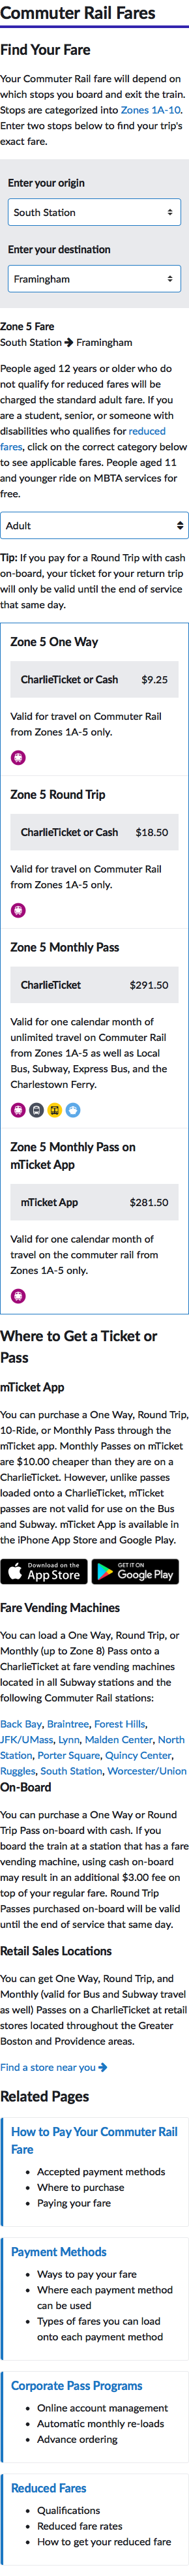 Commuter Rail Fares
Find Your Fare
Your Commuter Rail fare will depend on
which stops you board and exit the train.
Stops are categorized into Zones 1A-10.
Enter two stops below to find your trip's
exact fare.
Enter your origin
South Station
Enter your destination
Framingham
Zone 5 Fare
South Station → Framingham
People aged 12 years or older who do
not qualify for reduced fares will be
charged the standard adult fare. If you
are a student, senior, or someone with
disabilities who qualifies for reduced
fares, click on the correct category below
to see applicable fares. People aged 11
and younger ride on MBTA services for
free.
Adult
Tip: If you pay for a Round Trip with cash
on-board, your ticket for your return trip
will only be valid until the end of service
that same day.
Zone 5 One Way
CharlieTicket or Cash $9.25
Valid for travel on Commuter Rail
from Zones 1A-5 only.
Zone 5 Round Trip
CharlieTicket or Cash $18.50
Valid for travel on Commuter Rail
from Zones 1A-5 only.
Zone 5 Monthly Pass
CharlieTicket $291.50
Valid for one calendar month of
unlimited travel on Commuter Rail
from Zones 1A-5 as well as Local
Bus, Subway, Express Bus, and the
Charlestown Ferry.
Zone 5 Monthly Pass on
mTicket App
mTicket App $281.50
Valid for one calendar month of
travel on the commuter rail from
Zones 1A-5 only.
Where to Get a Ticket or
Pass
mTicket App
You can purchase a One Way, Round Trip,
10-Ride, or Monthly Pass through the
mTicket app. Monthly Passes on mTicket
are $10.00 cheaper than they are on a
CharlieTicket. However, unlike passes
loaded onto a CharlieTicket, mTicket
passes are not valid for use on the Bus
and Subway. mTicket App is available in
the iPhone App Store and Google Play.
Download on the
App Store
GET IT ON
Google Play
Fare Vending Machines
You can load a One Way, Round Trip, or
Monthly (up to Zone 8) Pass onto a
CharlieTicket at fare vending machines
located in all Subway stations and the
following Commuter Rail stations:
Back Bay, Braintree, Forest Hills,
JFK/UMass, Lynn, Malden Center, North
Station, Porter Square, Quincy Center,
Ruggles, South Station, Worcester/Union
On-Board
You can purchase a One Way or Round
Trip Pass on-board with cash. If you
board the train at a station that has a fare
vending machine, using cash on-board
may result in an additional $3.00 fee on
top of your regular fare. Round Trip
Passes purchased on-board will be valid
until the end of service that same day.
Retail Sales Locations
You can get One Way, Round Trip, and
Monthly (valid for Bus and Subway travel
as well) Passes on a CharlieTicket at retail
stores located throughout the Greater
Boston and Providence areas.
Find a store near you →
Related Pages
How to Pay Your Commuter Rail
Fare
• Accepted payment methods
• Where to purchase
• Paying your fare
Payment Methods
• Ways to pay your fare
• Where each payment method
can be used
• Types of fares you can load
onto each payment method
Corporate Pass Programs
• Online account management
• Automatic monthly re-loads
• Advance ordering
Reduced Fares
• Qualifications
• Reduced fare rates
• How to get your reduced fare